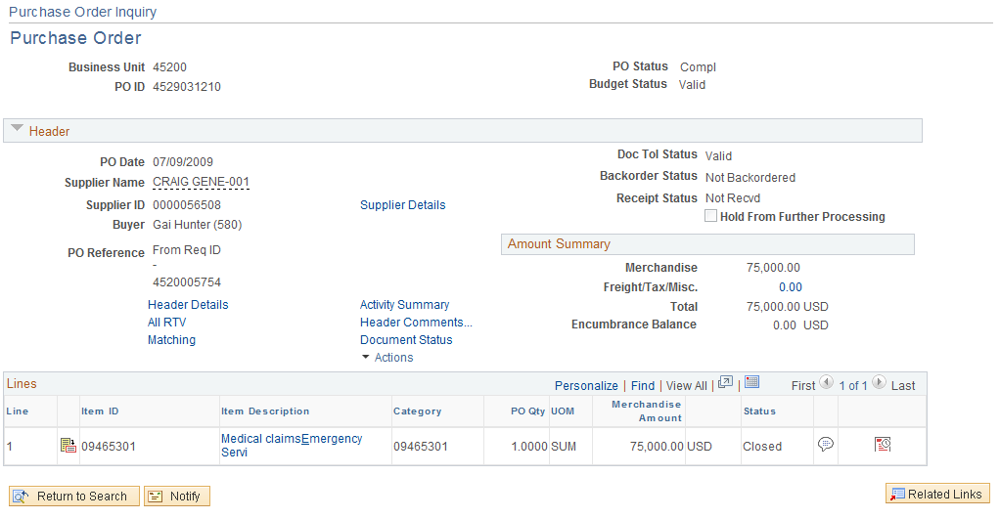 Purchase Order Inquiry
Purchase Order
Business Unit 45200 PO Status Compl
PO ID 4529031210 Budget Status Valid
Header
PO Date 07/09/2009 Doc Tol Status Valid
Supplier Name CRAIG GENE-001 Backorder Status Not Backordered
Supplier ID 0000056508 Supplier Details Receipt Status Not Recvd
Hold From Further Processing
Buyer Gai Hunter (580)
PO Reference From Req ID
-
4520005754
Amount Summary
Merchandise 75,000.00
Freight/Tax/Misc. 0.00
Total 75,000.00 USD
Encumbrance Balance 0.00 USD
Header Details Activity Summary
All RTV Header Comments...
Matching Document Status
Actions
Lines Personalize | Find | View All | | First 1 of 1 Last
Line Item ID Item Description Category PO Qty UOM Merchandise Amount Status
1 09465301 Medical claimsEmergency Servi 09465301 1.0000 SUM 75,000.00 USD Closed
Return to Search Notify Related Links